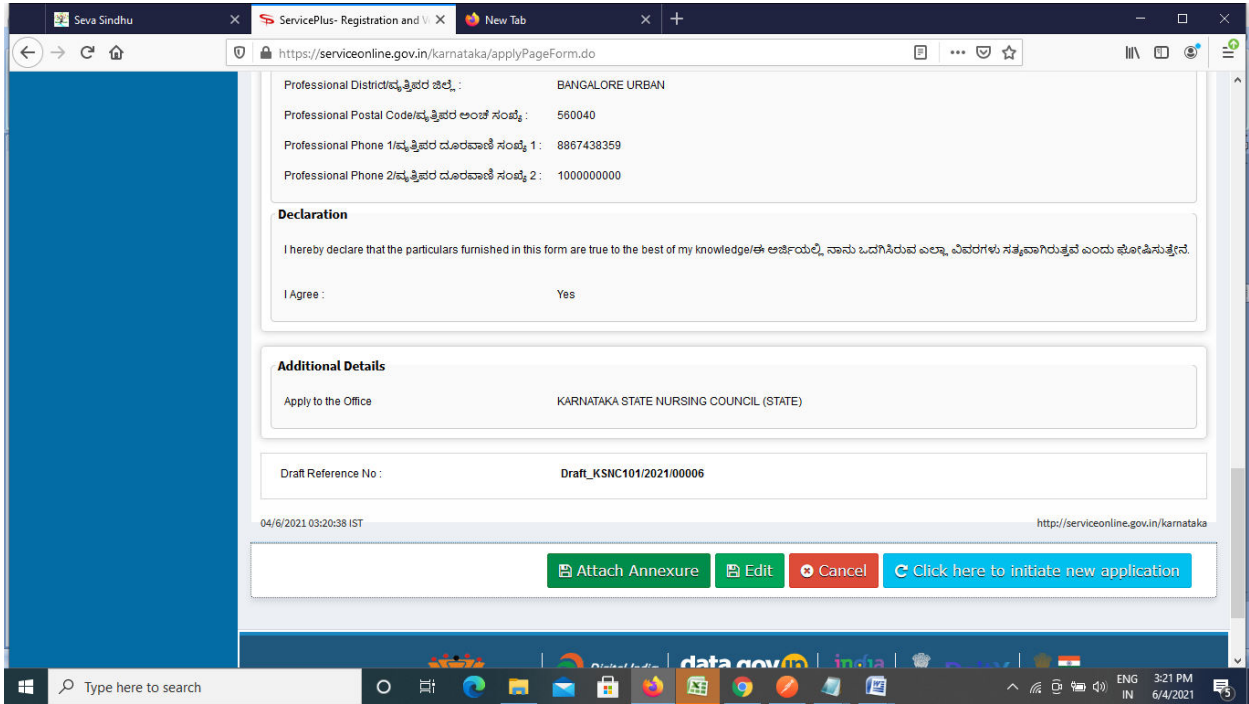 Seva Sindhu
ServicePlus- Registration and V
New Tab
https://serviceonline.gov.in/karnataka/applyPageForm.do
Professional District/ವೃತ್ತಿಪರ ಜಿಲ್ಲೆ : BANGALORE URBAN
Professional Postal Code/ವೃತ್ತಿಪರ ಅಂಚೆ ಸಂಖ್ಯೆ : 560040
Professional Phone 1/ವೃತ್ತಿಪರ ದೂರವಾಣಿ ಸಂಖ್ಯೆ 1 : 8867438359
Professional Phone 2/ವೃತ್ತಿಪರ ದೂರವಾಣಿ ಸಂಖ್ಯೆ 2 : 1000000000
Declaration
I hereby declare that the particulars furnished in this form are true to the best of my knowledge/ಈ ಅರ್ಜಿಯಲ್ಲಿ ನಾನು ಒದಗಿಸಿರುವ ಎಲ್ಲಾ ವಿವರಗಳು ಸತ್ಯವಾಗಿರುತ್ತವೆ ಎಂದು ಘೋಷಿಸುತ್ತೇನೆ.
I Agree : Yes
Additional Details
Apply to the Office KARNATAKA STATE NURSING COUNCIL (STATE)
Draft Reference No : Draft_KSNC101/2021/00006
04/6/2021 03:20:38 IST http://serviceonline.gov.in/karnataka
Attach Annexure Edit Cancel Click here to initiate new application
Digital India data.gov.in india
Type here to search
ENG 3:21 PM
IN 6/4/2021